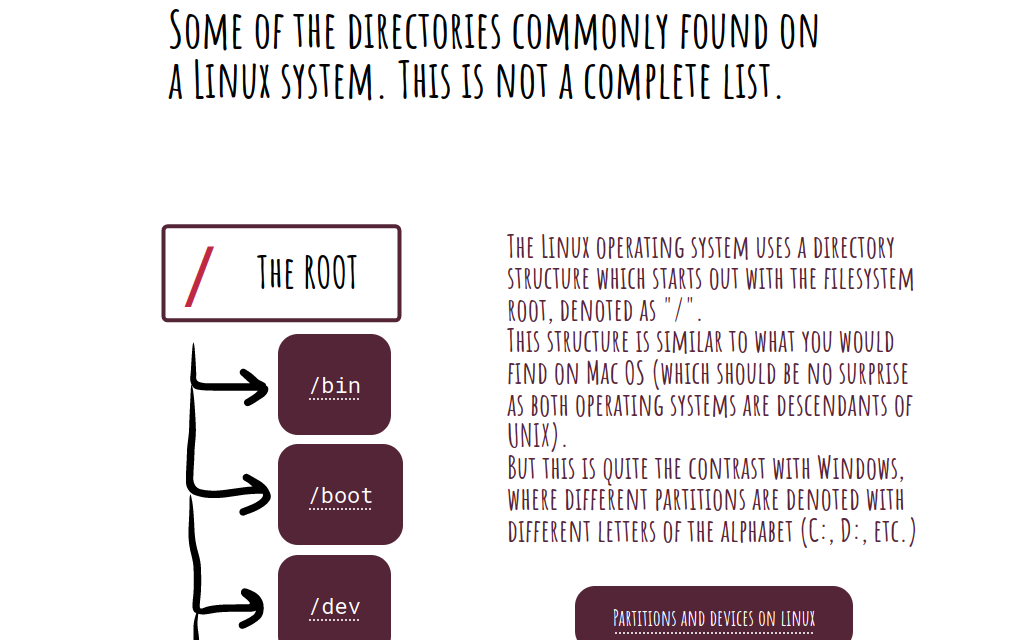 Some of the directories commonly found on
a Linux system. This is not a complete list.
/ The ROOT
/bin
/boot
/dev
The Linux operating system uses a directory
structure which starts out with the filesystem
root, denoted as "/".
This structure is similar to what you would
find on Mac OS (which should be no surprise
as both operating systems are descendants of
UNIX).
But this is quite the contrast with Windows,
where different partitions are denoted with
different letters of the alphabet (C:, D:, etc.)
Partitions and devices on linux